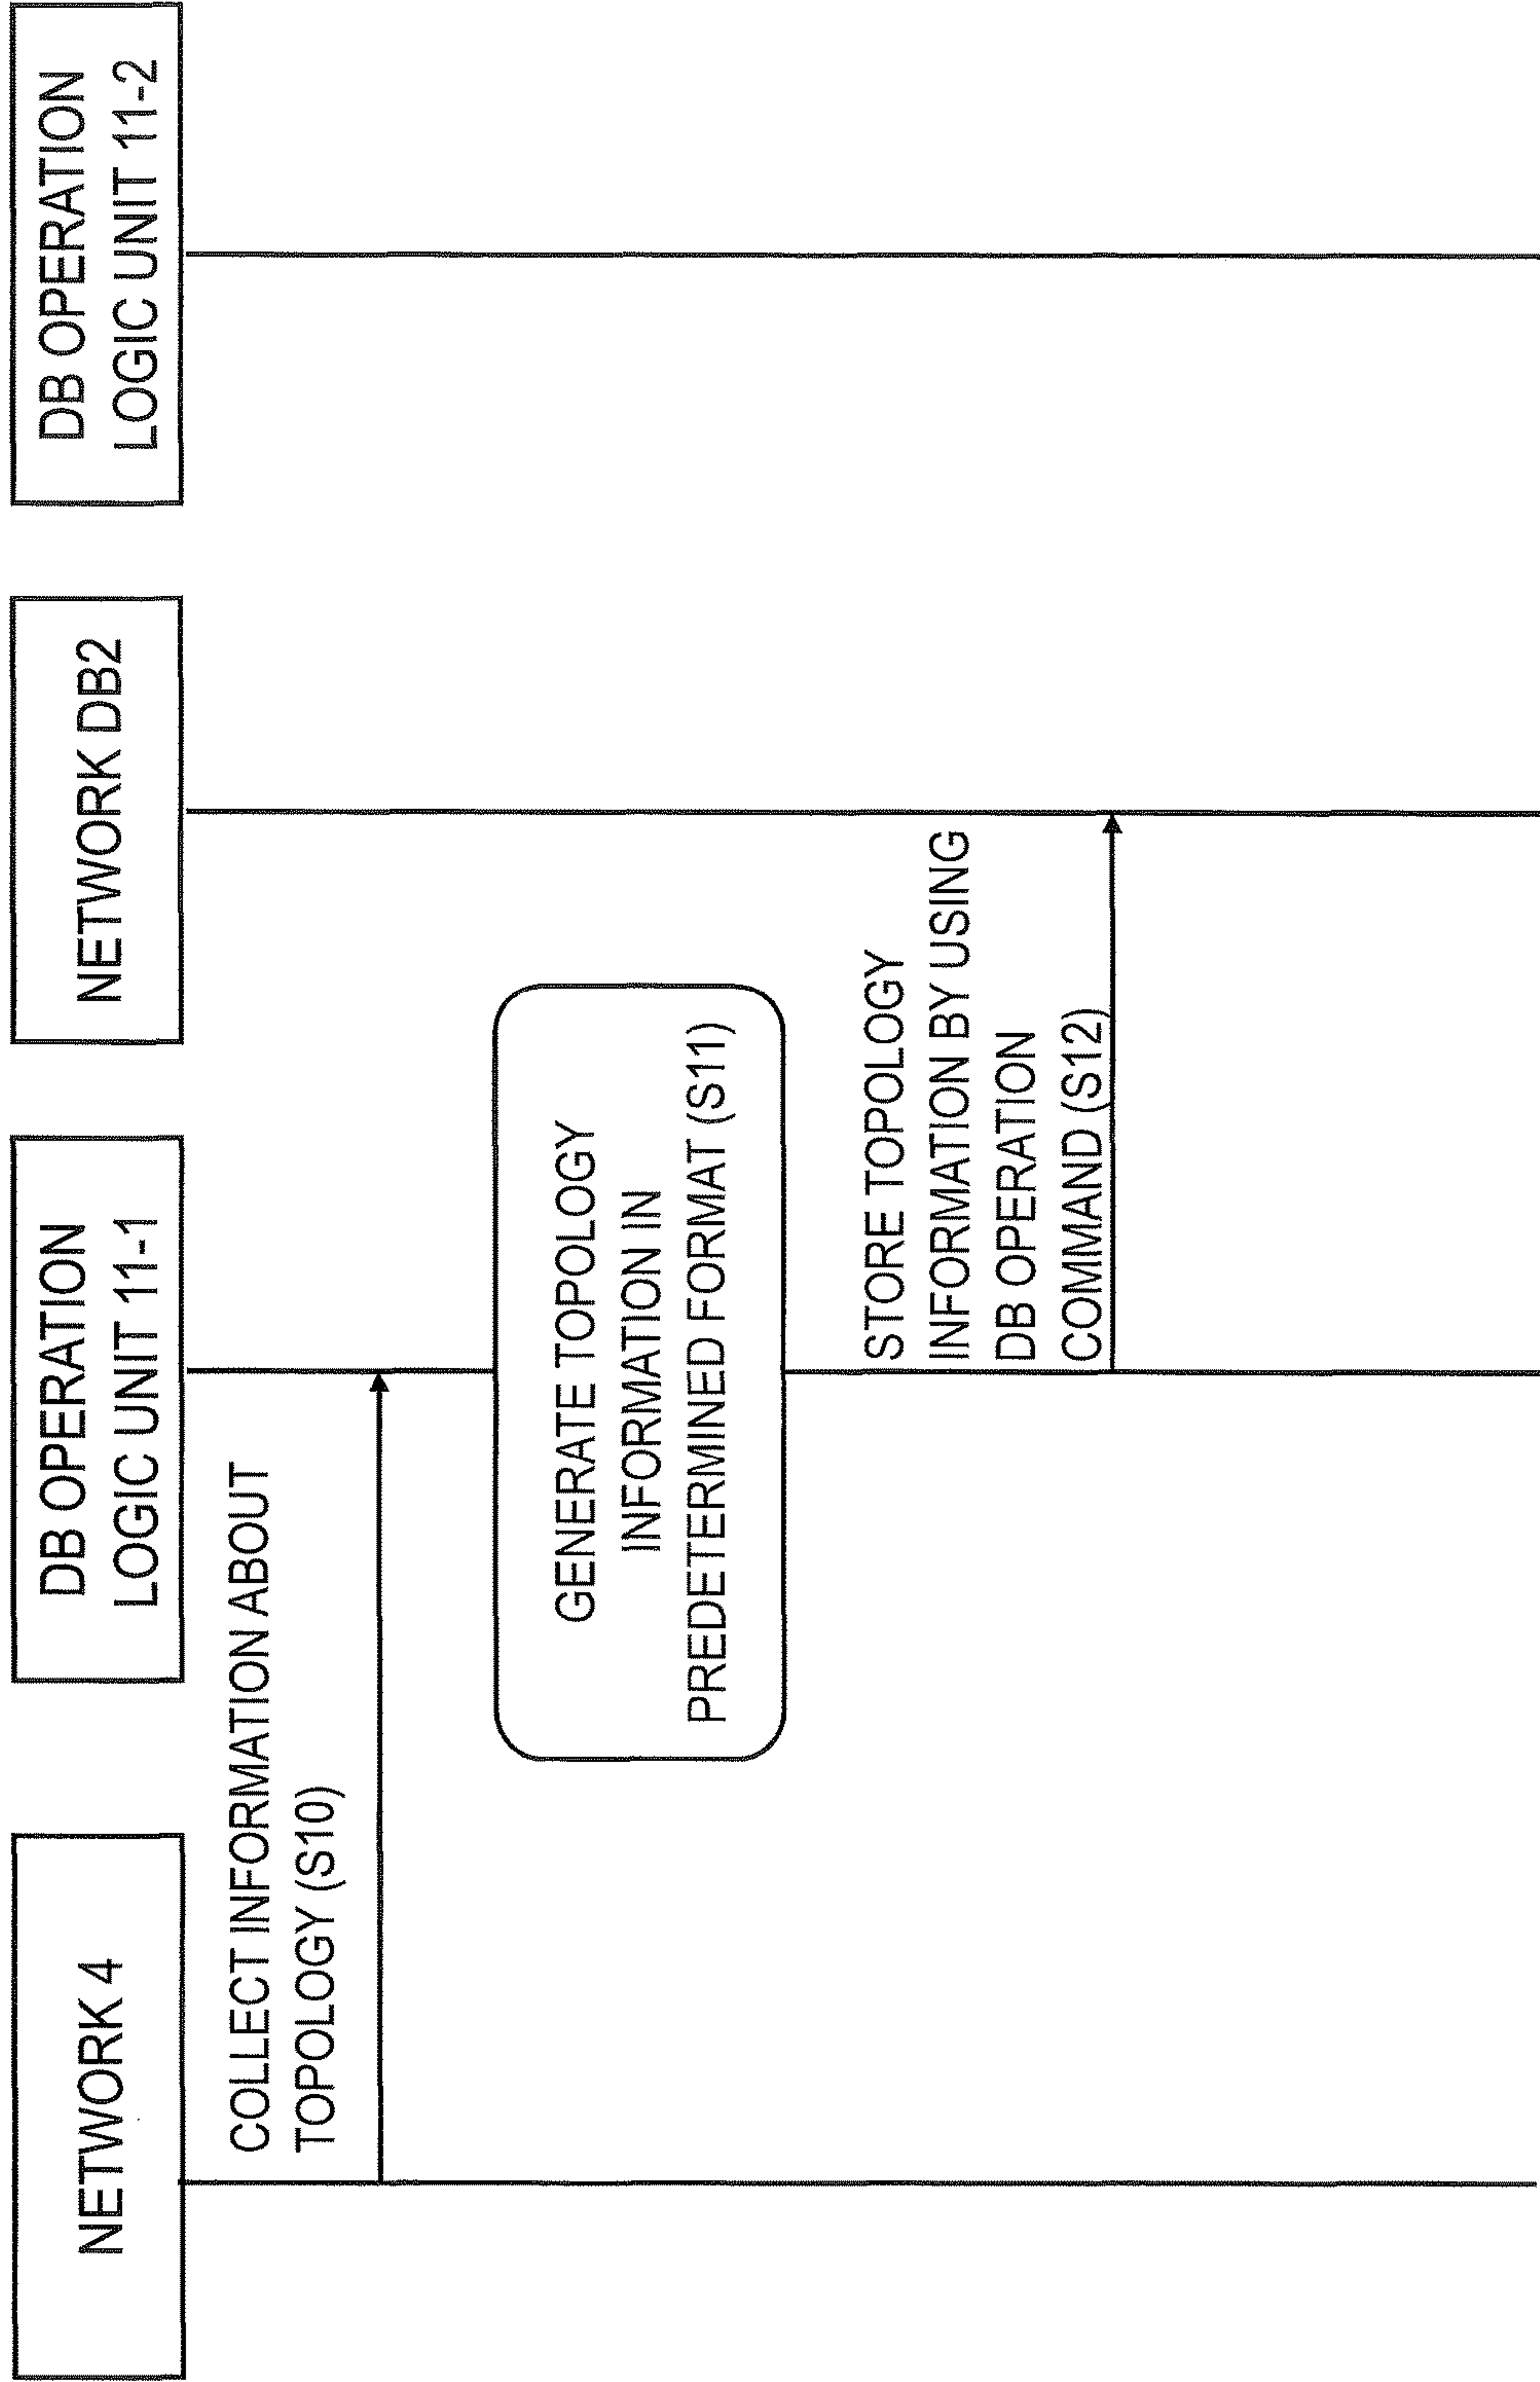 NETWORK 4
DB OPERATION
LOGIC UNIT 11-1
NETWORK DB2
DB OPERATION
LOGIC UNIT 11-2
COLLECT INFORMATION ABOUT
TOPOLOGY (S10)
GENERATE TOPOLOGY
INFORMATION IN
PREDETERMINED FORMAT (S11)
STORE TOPOLOGY
INFORMATION BY USING
DB OPERATION
COMMAND (S12)